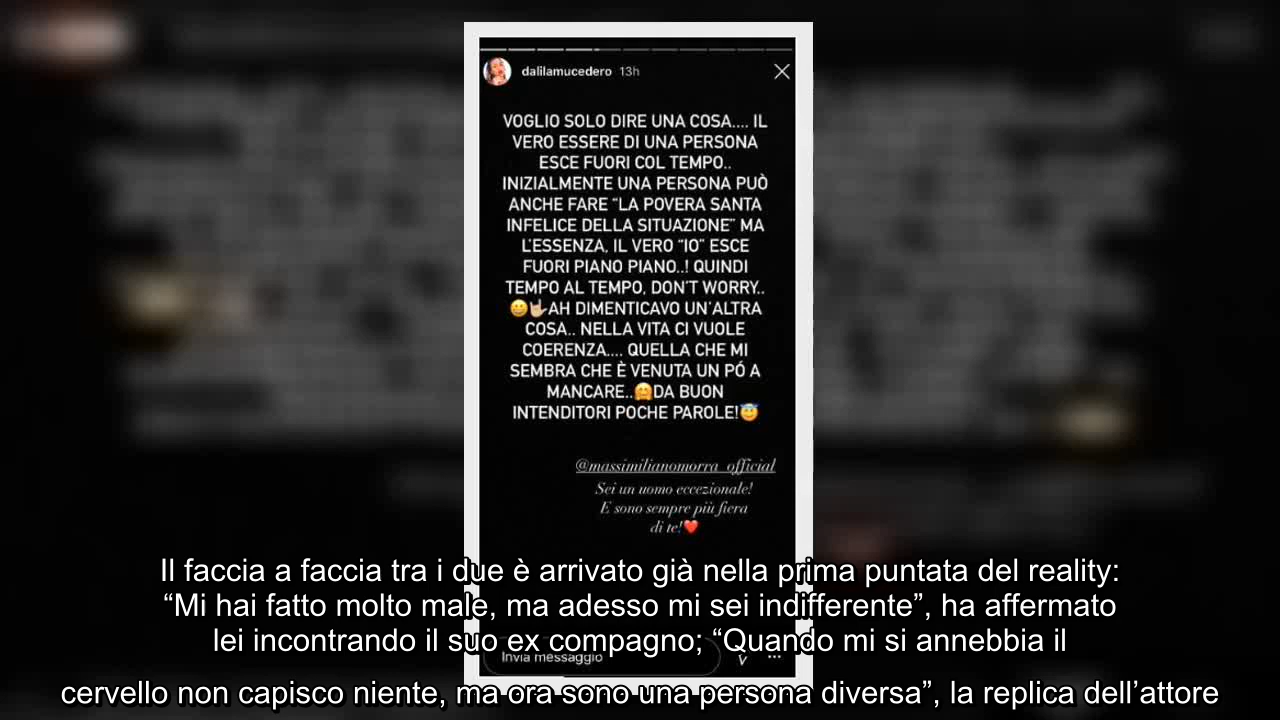 dalilamucedero 13h
VOGLIO SOLO DIRE UNA COSA.... IL
VERO ESSERE DI UNA PERSONA
ESCE FUORI COL TEMPO..
INIZIALMENTE UNA PERSONA PUÒ
ANCHE FARE “LA POVERA SANTA
INFELICE DELLA SITUAZIONE” MA
L'ESSENZA, IL VERO “IO” ESCE
FUORI PIANO PIANO..! QUINDI
TEMPO AL TEMPO, DON'T WORRY..
😀🤟🏼AH DIMENTICAVO UN'ALTRA
COSA.. NELLA VITA CI VUOLE
COERENZA.... QUELLA CHE MI
SEMBRA CHE È VENUTA UN PÓ A
MANCARE..🤗DA BUON
INTENDITORI POCHE PAROLE!😇
@massimilianomorra_official
Sei un uomo eccezionale!
E sono sempre più fiera
di te!❤️
Il faccia a faccia tra i due è arrivato già nella prima puntata del reality:
“Mi hai fatto molto male, ma adesso mi sei indifferente”, ha affermato
lei incontrando il suo ex compagno; “Quando mi si annebbia il
Invia messaggio
cervello non capisco niente, ma ora sono una persona diversa”, la replica dell’attore